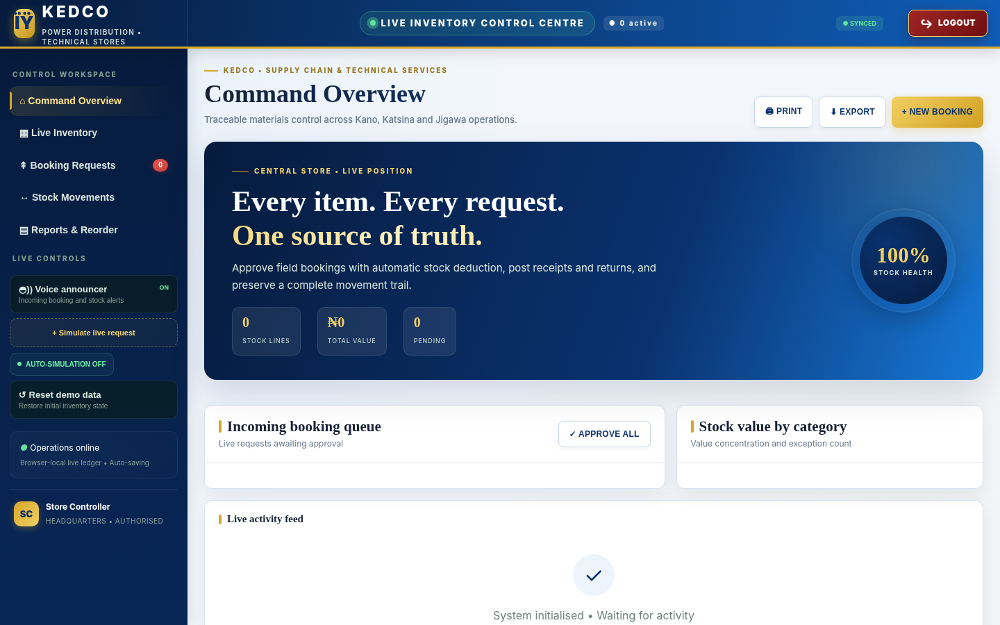 ÏY
KEDCO
POWER DISTRIBUTION •
TECHNICAL STORES
LIVE INVENTORY CONTROL CENTRE
0 active
SYNCED
LOGOUT
CONTROL WORKSPACE
Command Overview
Live Inventory
Booking Requests
0
Stock Movements
Reports & Reorder
LIVE CONTROLS
Voice announcer
ON
Incoming booking and stock alerts
+ Simulate live request
AUTO-SIMULATION OFF
Reset demo data
Restore initial inventory state
Operations online
Browser-local live ledger • Auto-saving
SC
Store Controller
HEADQUARTERS • AUTHORISED
KEDCO • SUPPLY CHAIN & TECHNICAL SERVICES
Command Overview
Traceable materials control across Kano, Katsina and Jigawa operations.
PRINT
EXPORT
+ NEW BOOKING
CENTRAL STORE • LIVE POSITION
Every item. Every request.
One source of truth.
Approve field bookings with automatic stock deduction, post receipts and returns, and
preserve a complete movement trail.
0
STOCK LINES
₦0
TOTAL VALUE
0
PENDING
100%
STOCK HEALTH
Incoming booking queue
Live requests awaiting approval
✓ APPROVE ALL
Stock value by category
Value concentration and exception count
Live activity feed
System initialised • Waiting for activity